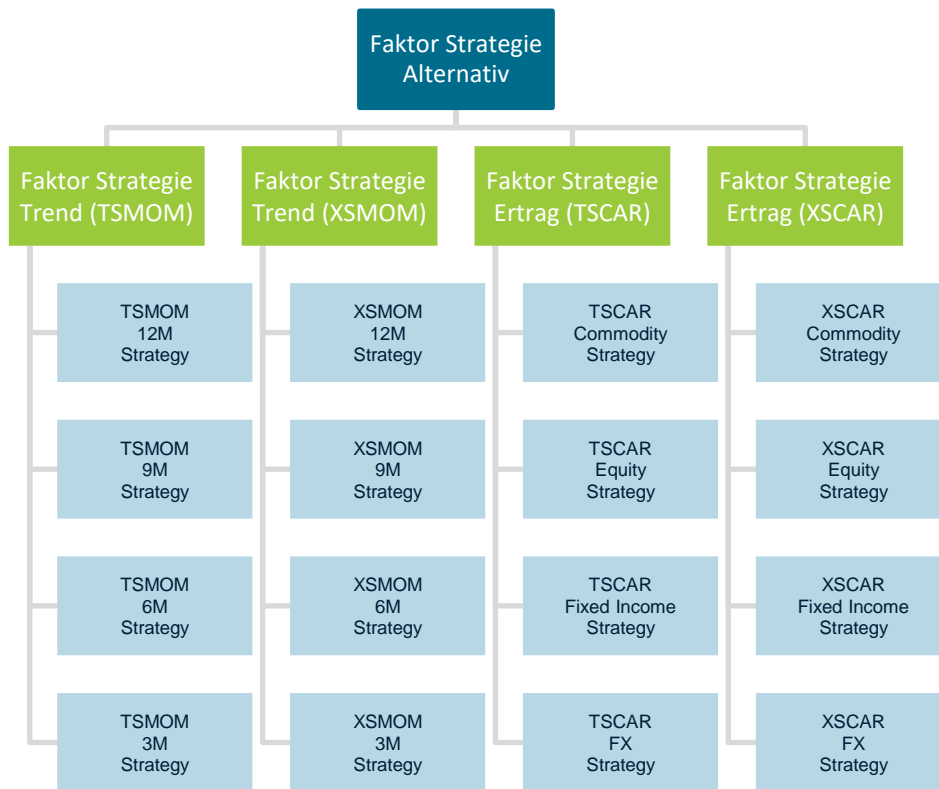 Faktor Strategie
Alternativ
Faktor Strategie
Trend (TSMOM)
Faktor Strategie
Trend (XSMOM)
Faktor Strategie
Ertrag (TSCAR)
Faktor Strategie
Ertrag (XSCAR)
TSMOM
12M
Strategy
XSMOM
12M
Strategy
TSCAR
Commodity
Strategy
XSCAR
Commodity
Strategy
TSMOM
9M
Strategy
XSMOM
9M
Strategy
TSCAR
Equity
Strategy
XSCAR
Equity
Strategy
TSMOM
6M
Strategy
XSMOM
6M
Strategy
TSCAR
Fixed Income
Strategy
XSCAR
Fixed Income
Strategy
TSMOM
3M
Strategy
XSMOM
3M
Strategy
TSCAR
FX
Strategy
XSCAR
FX
Strategy